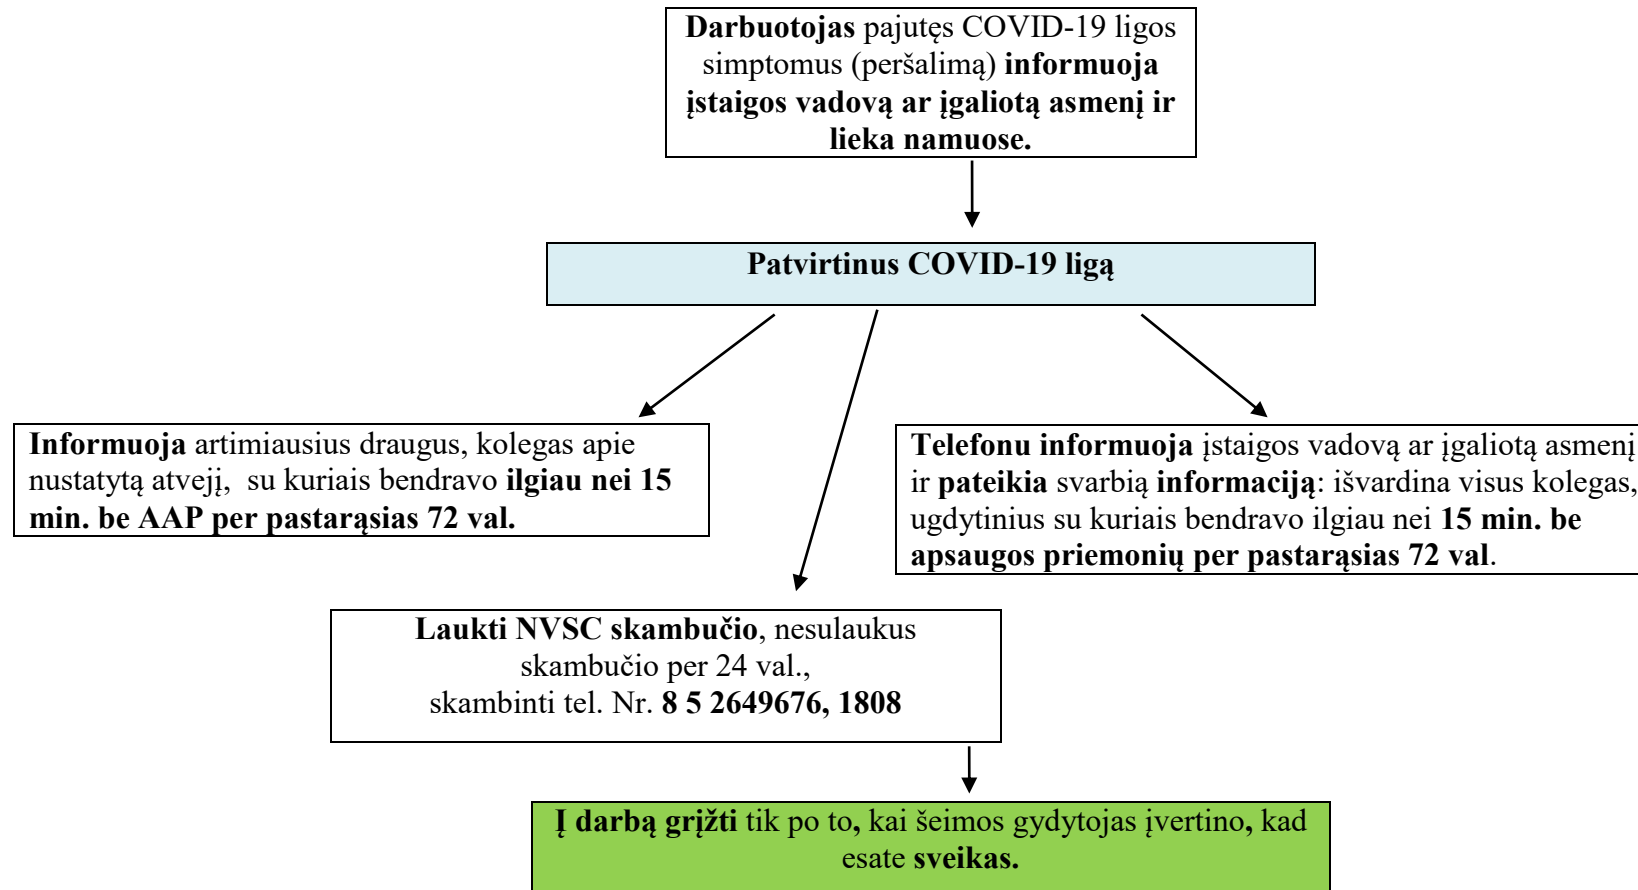 Darbuotojas pajutęs COVID-19 ligos
simptomus (peršalimą) informuoja
įstaigos vadovą ar įgaliotą asmenį ir
lieka namuose.
Patvirtinus COVID-19 ligą
Informuoja artimiausius draugus, kolegas apie
nustatytą atvejį, su kuriais bendravo ilgiau nei 15
min. be AAP per pastarąsias 72 val.
Telefonu informuoja įstaigos vadovą ar įgaliotą asmenį
ir pateikia svarbią informaciją: išvardina visus kolegas,
ugdytinius su kuriais bendravo ilgiau nei 15 min. be
apsaugos priemonių per pastarąsias 72 val.
Laukti NVSC skambučio, nesulaukus
skambučio per 24 val.,
skambinti tel. Nr. 8 5 2649676, 1808
Į darbą grįžti tik po to, kai šeimos gydytojas įvertino, kad
esate sveikas.